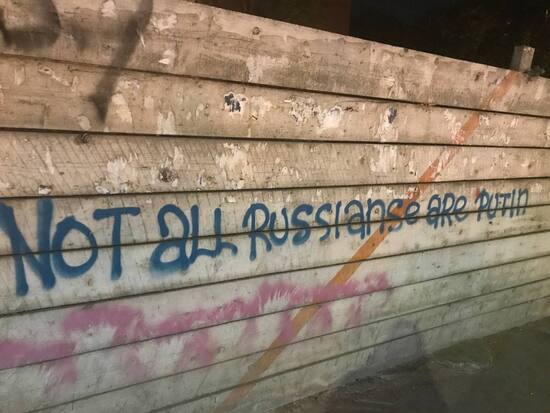 NOT all RUSSIANSE aRE PUTIN